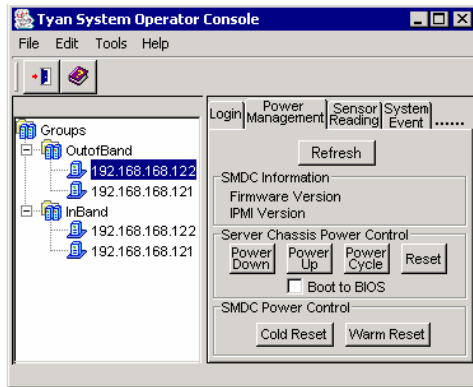 Tyan System Operator Console
File Edit Tools Help
Groups
OutofBand
192.168.168.122
192.168.168.121
InBand
192.168.168.122
192.168.168.121
Login Power Management Sensor Reading System Event ......
Refresh
SMDC Information
Firmware Version
IPMI Version
Server Chassis Power Control
Power Down Power Up Power Cycle Reset
Boot to BIOS
SMDC Power Control
Cold Reset Warm Reset